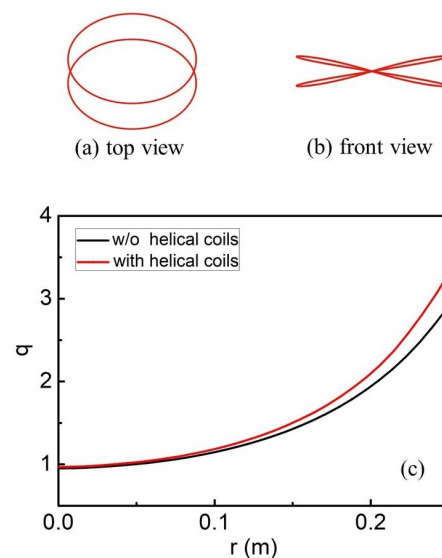 (a) top view
(b) front view
4
w/o helical coils
with helical coils
3
q
2
1
(c)
0.0
0.1
0.2
r (m)